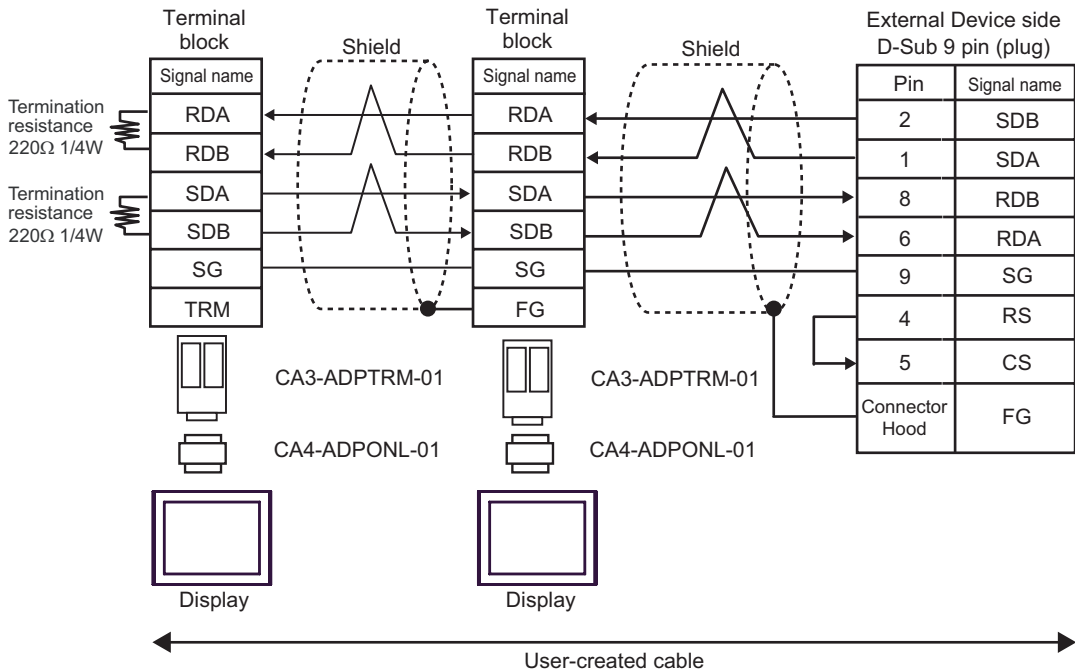 Terminal
block
Shield
Terminal
block
Shield
External Device side
D-Sub 9 pin (plug)
Signal name
Signal name
Pin
Signal name
Termination
resistance
220Ω 1/4W
RDA
RDA
2
SDB
RDB
RDB
1
SDA
Termination
resistance
220Ω 1/4W
SDA
SDA
8
RDB
SDB
SDB
6
RDA
SG
SG
9
SG
TRM
FG
4
RS
5
CS
Connector
Hood
FG
CA3-ADPTRM-01
CA3-ADPTRM-01
CA4-ADPONL-01
CA4-ADPONL-01
Display
Display
User-created cable